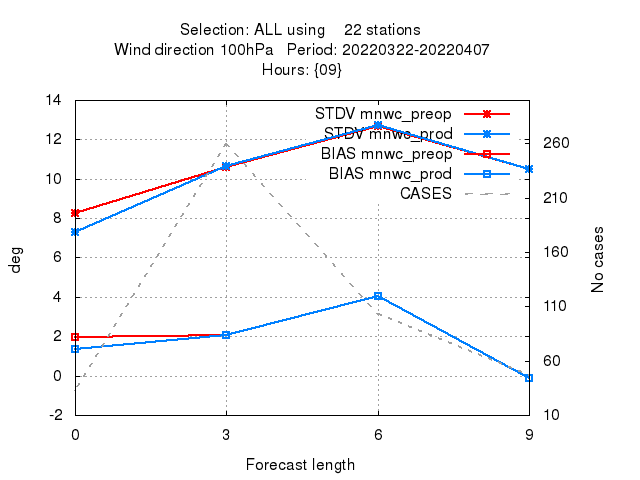 Selection: ALL using    22 stations
Wind direction 100hPa   Period: 20220322-20220407
Hours: {09}
14
12
10
8
6
4
2
0
-2
deg
STDV mnwc_preop
STDV mnwc_prod
BIAS mnwc_preop
BIAS mnwc_prod
CASES
260
210
160
110
60
10
No cases
0 3 6 9
Forecast length